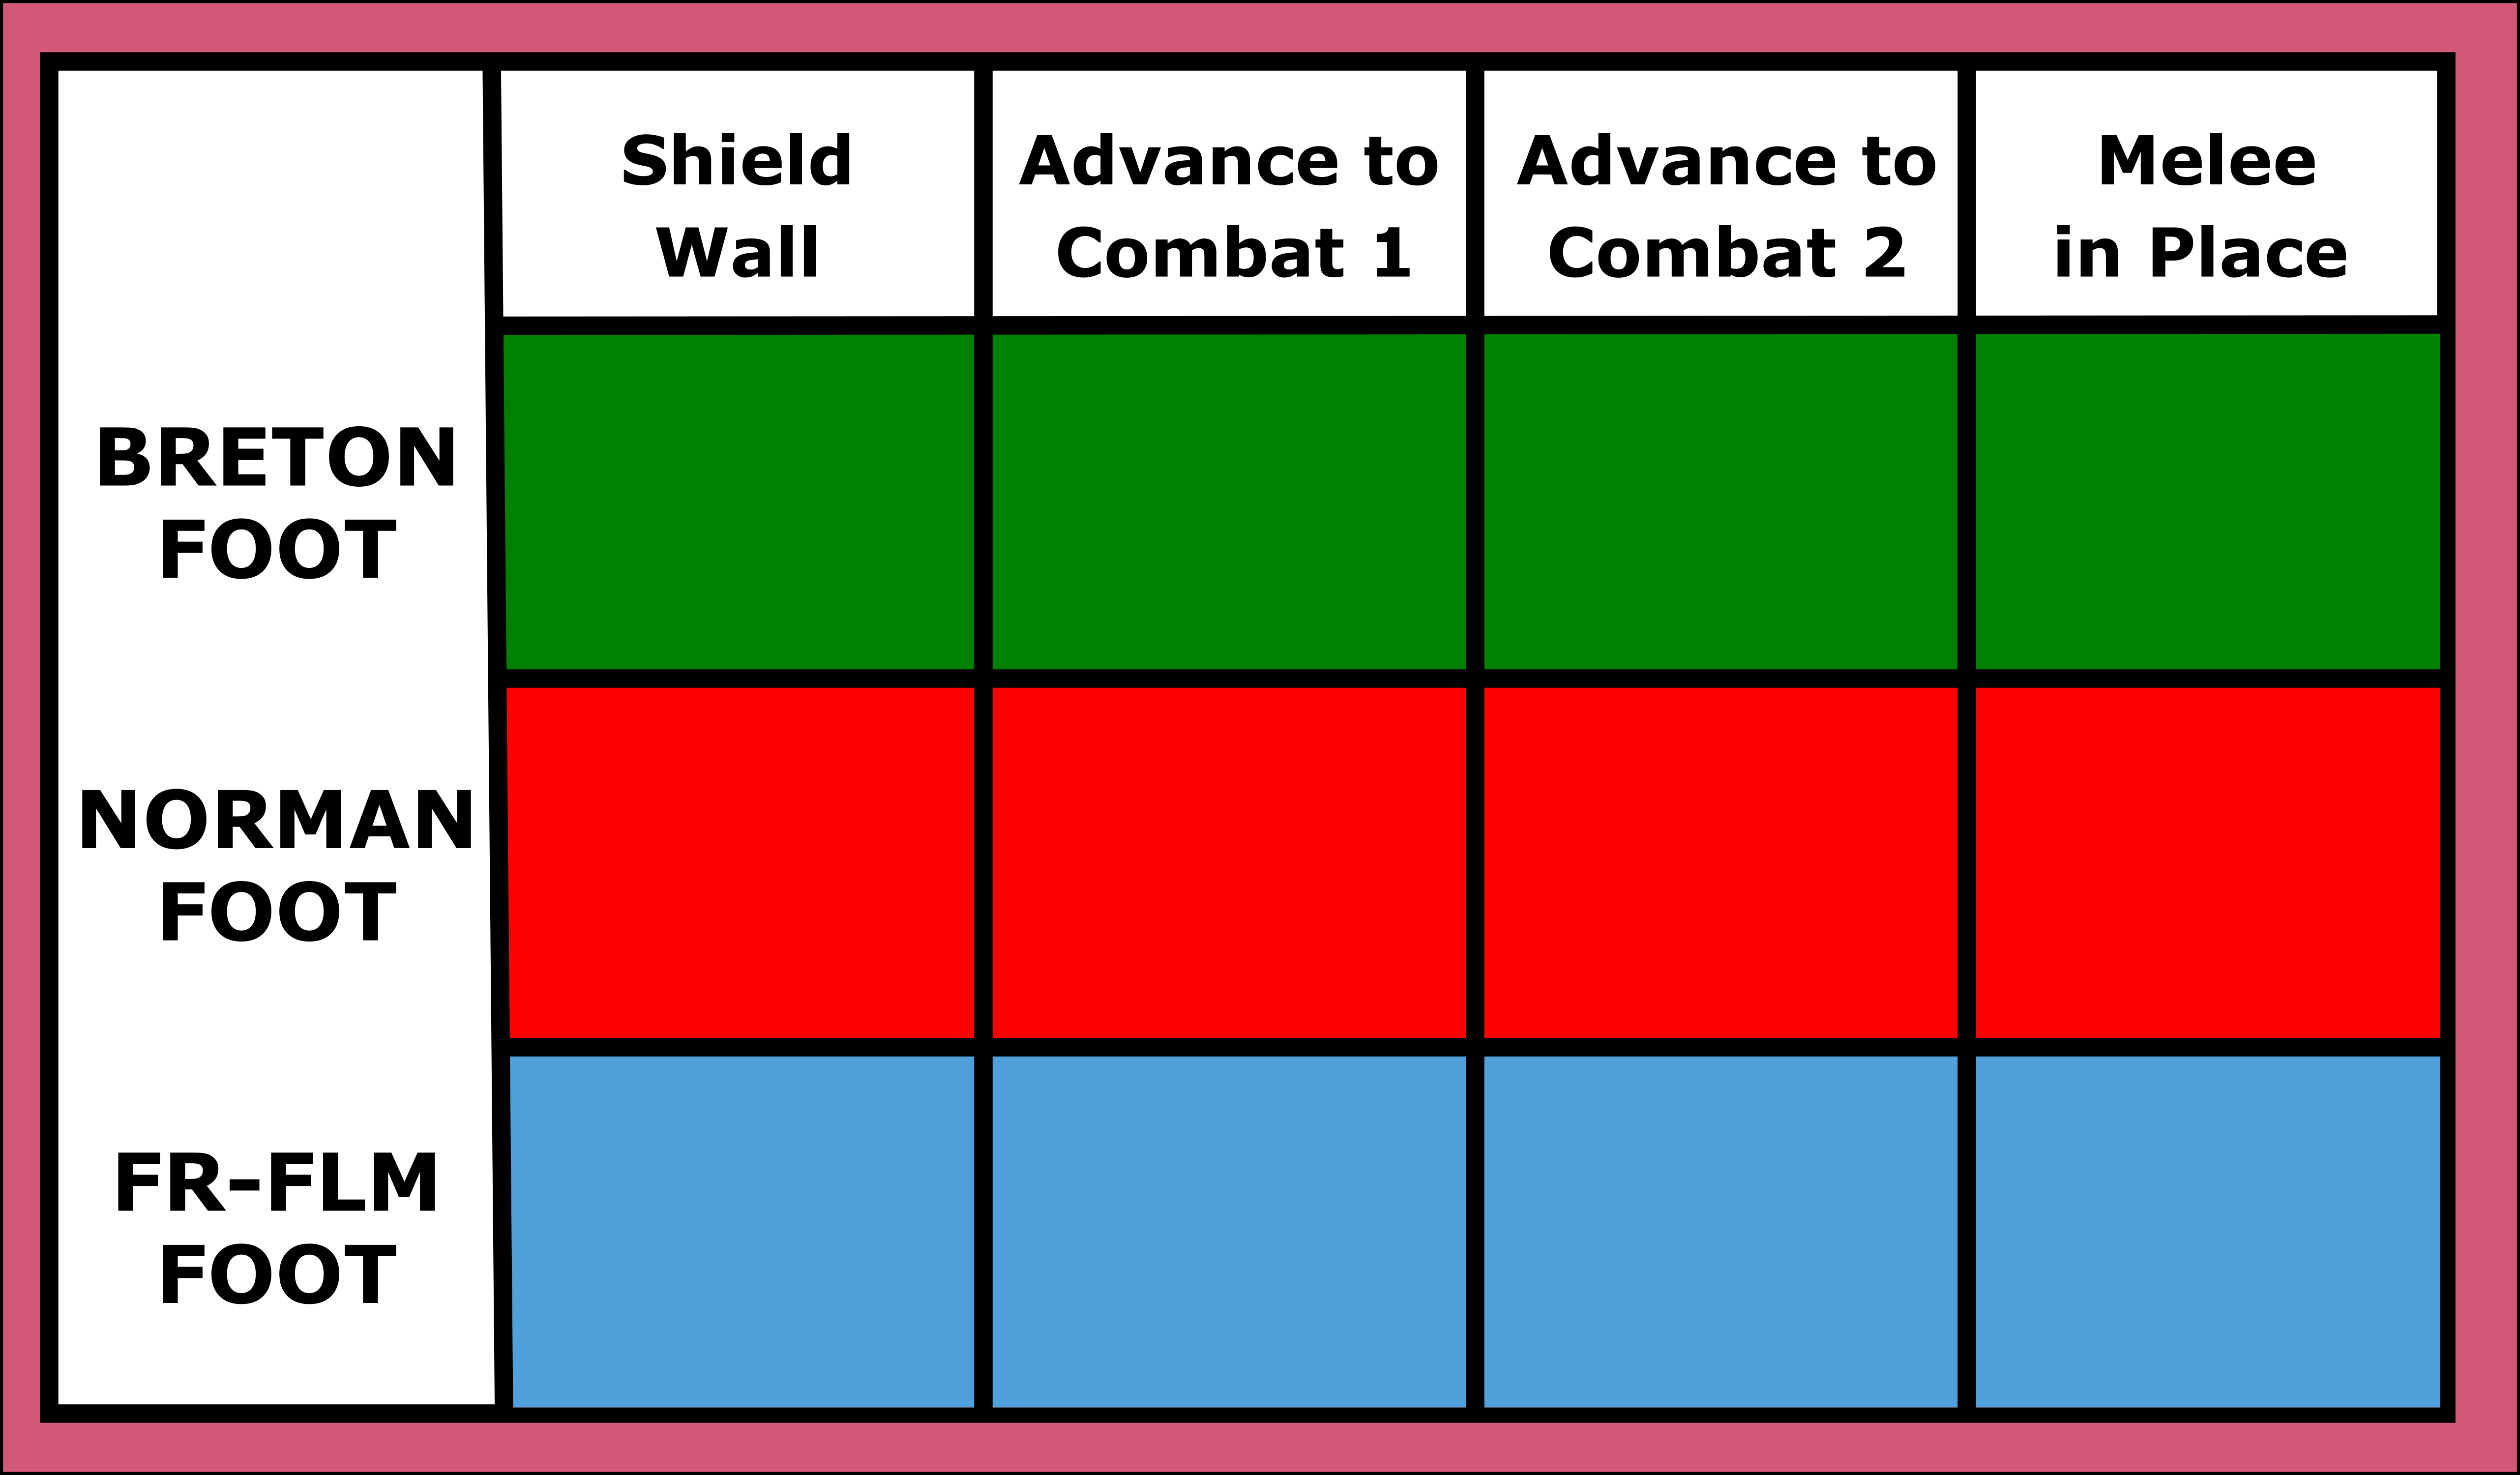 Shield
Wall
Advance to
Combat 1
Advance to
Combat 2
Melee
in Place
BRETON
FOOT
NORMAN
FOOT
FR-FLM
FOOT